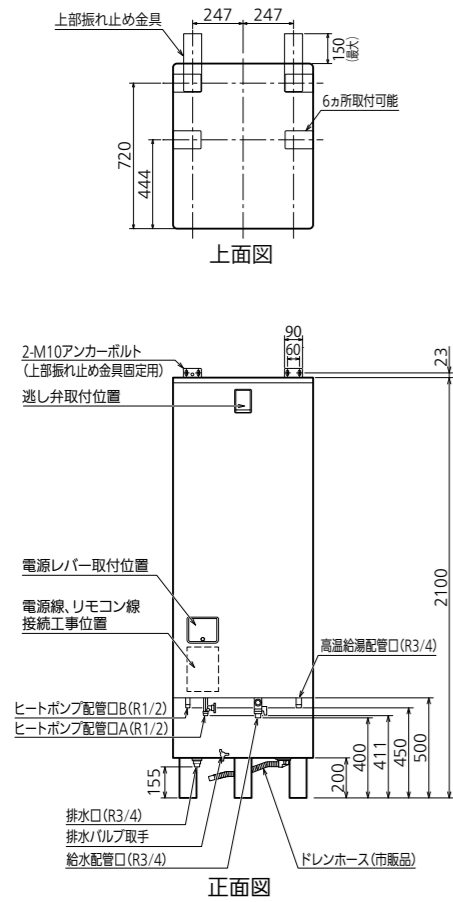 247
247
上部振れ止め金具
150
(最大)
6ヵ所取付可能
720
444
上面図
90
60
23
2-M10アンカーボルト
(上部振れ止め金具固定用)
逃し弁取付位置
2100
電源レバー取付位置
電源線、リモコン線
接続工事位置
高温給湯配管口(R3/4)
ヒートポンプ配管口B(R1/2)
ヒートポンプ配管口A(R1/2)
155
200
400
411
450
500
排水口(R3/4)
排水バルブ取手
給水配管口(R3/4)
ドレンホース(市販品)
正面図